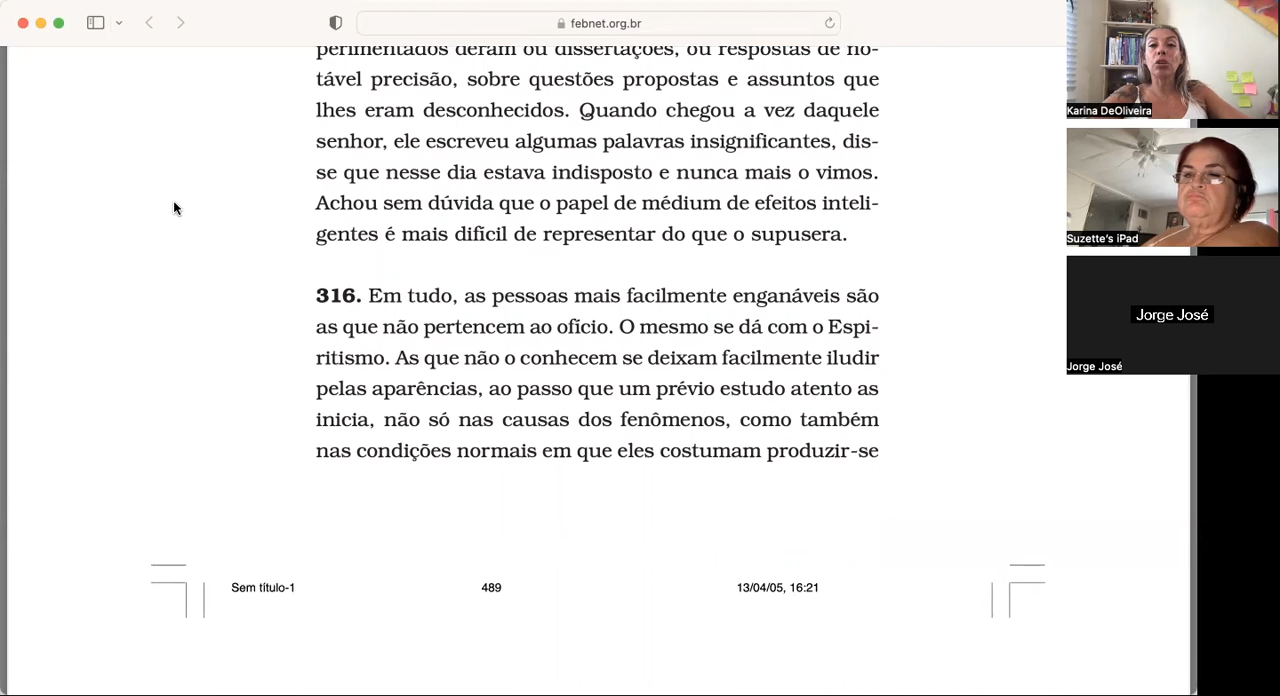 febnet.org.br
perimentados deram ou dissertações, ou respostas de no-
tável precisão, sobre questões propostas e assuntos que
lhes eram desconhecidos. Quando chegou a vez daquele
senhor, ele escreveu algumas palavras insignificantes, dis-
se que nesse dia estava indisposto e nunca mais o vimos.
Achou sem dúvida que o papel de médium de efeitos inteli-
gentes é mais difícil de representar do que o supusera.
316. Em tudo, as pessoas mais facilmente enganáveis são
as que não pertencem ao ofício. O mesmo se dá com o Espi-
ritismo. As que não o conhecem se deixam facilmente iludir
pelas aparências, ao passo que um prévio estudo atento as
inicia, não só nas causas dos fenômenos, como também
nas condições normais em que eles costumam produzir-se
Sem título-1 489 13/04/05, 16:21
Karina DeOliveira
Suzette's iPad
Jorge José
Jorge José